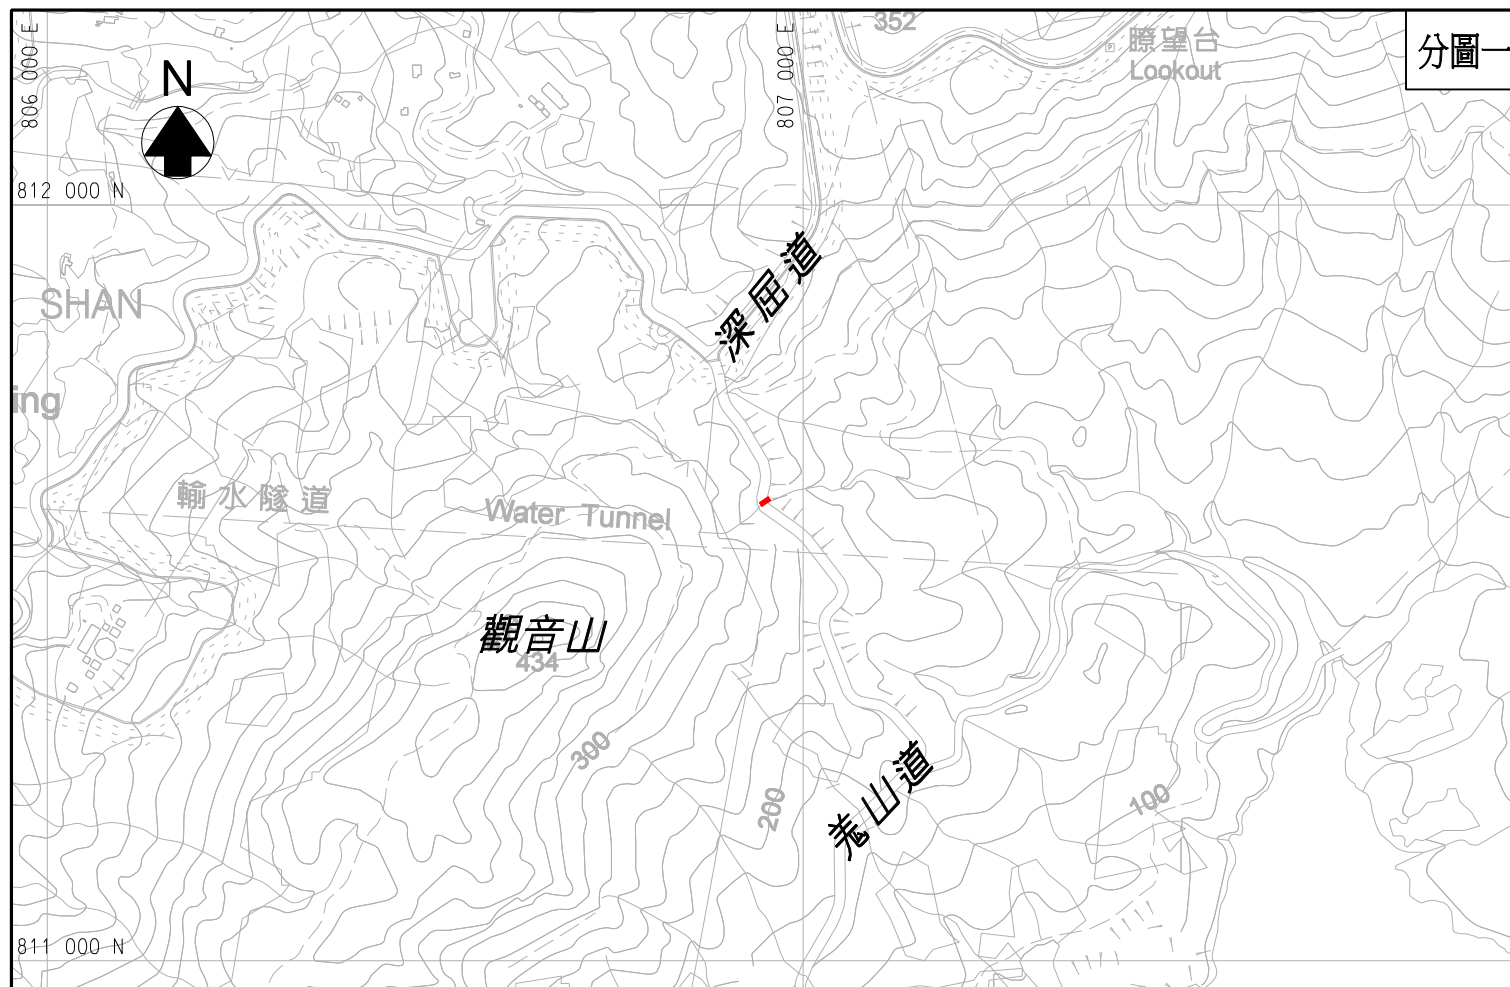 352
瞭望台
Lookout
分圖一
806 000 E
807 000 E
N
812 000 N
深屈道
SHAN
ing
輸水隧道
Water Tunnel
觀音山
434
300
200
羗山道
100
811 000 N